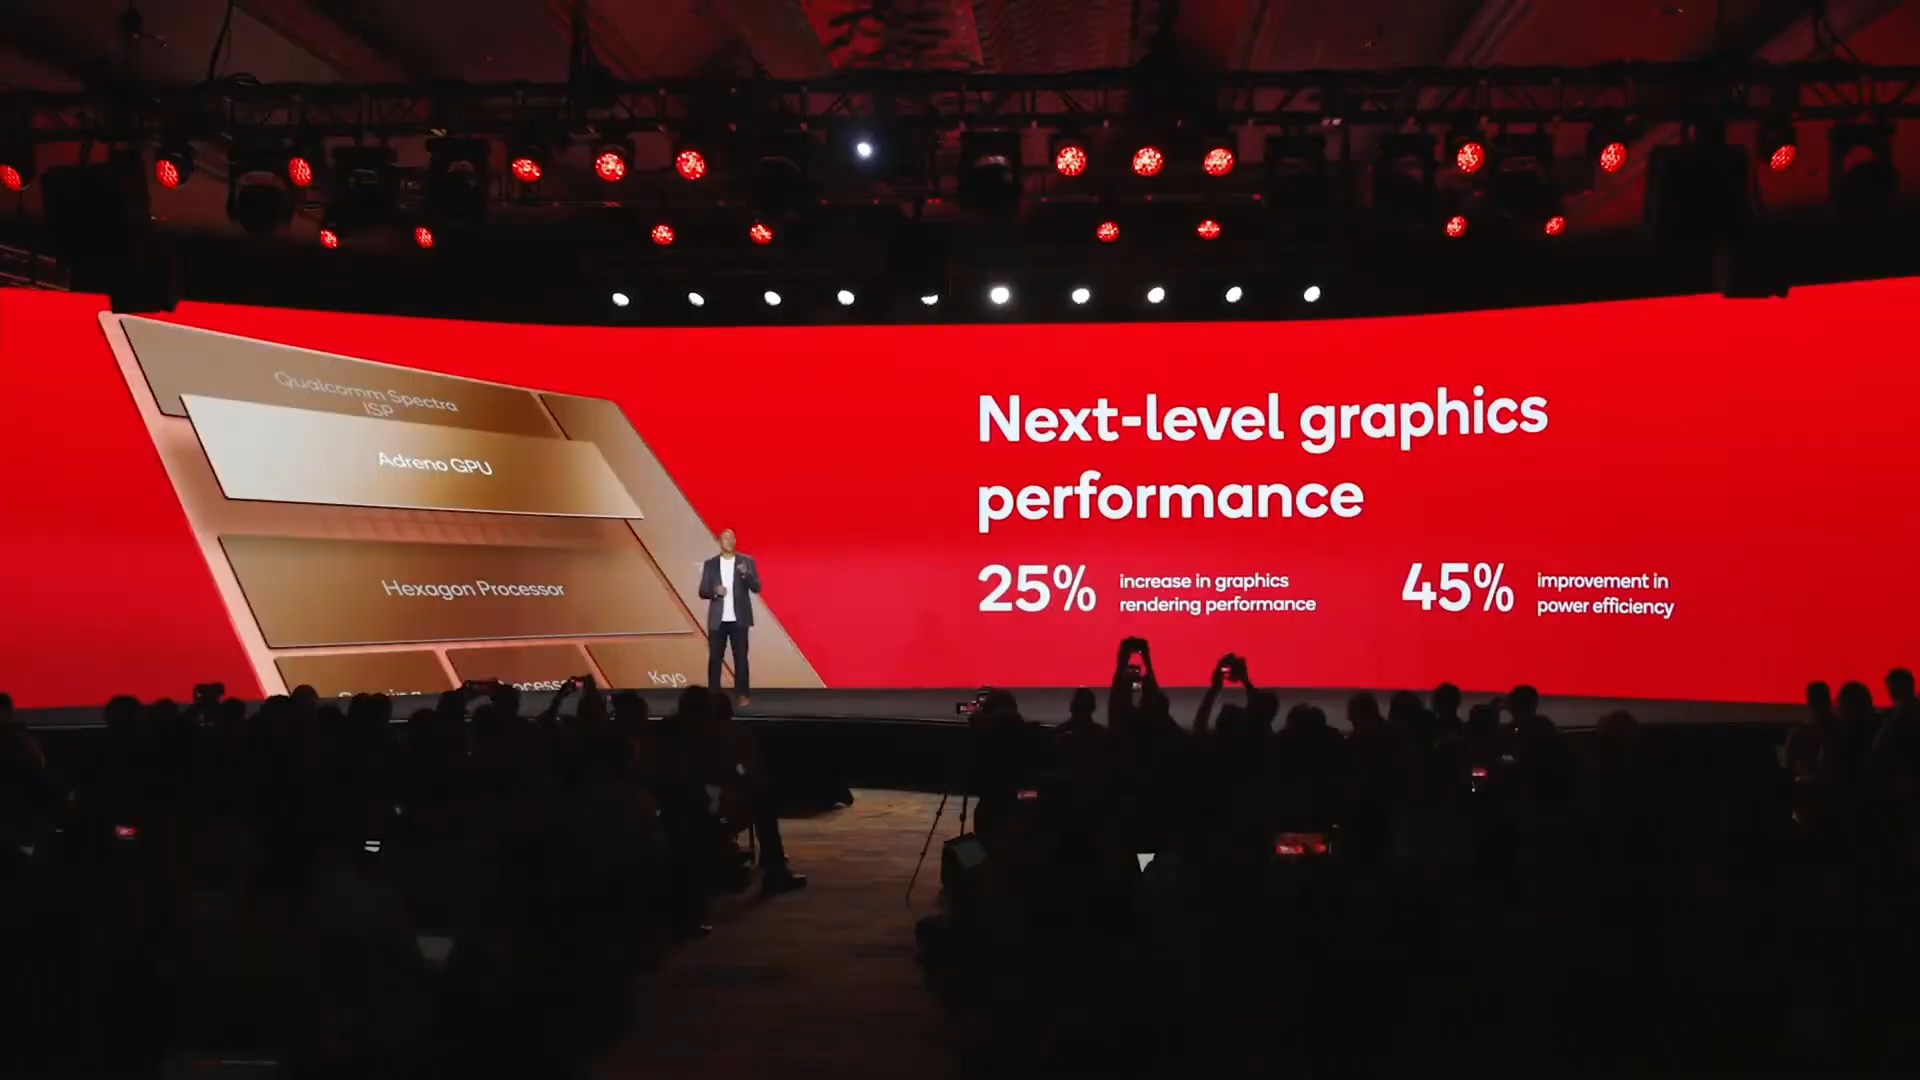 Qualcomm Spectra
ISP
Adreno GPU
Hexagon Processor
Kryo
Next-level graphics
performance
25%
increase in graphics
rendering performance
45%
improvement in
power efficiency